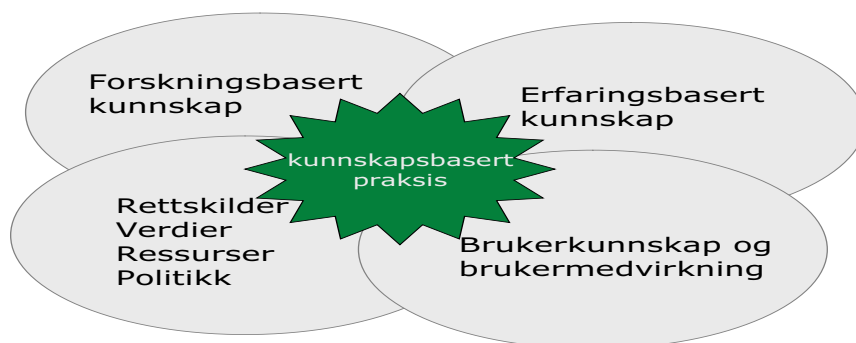 Forskningsbasert
kunnskap
Erfaringsbasert
kunnskap
kunnskapsbasert
praksis
Rettskilder
Verdier
Ressurser
Politikk
Brukerkunnskap og
brukermedvirkning